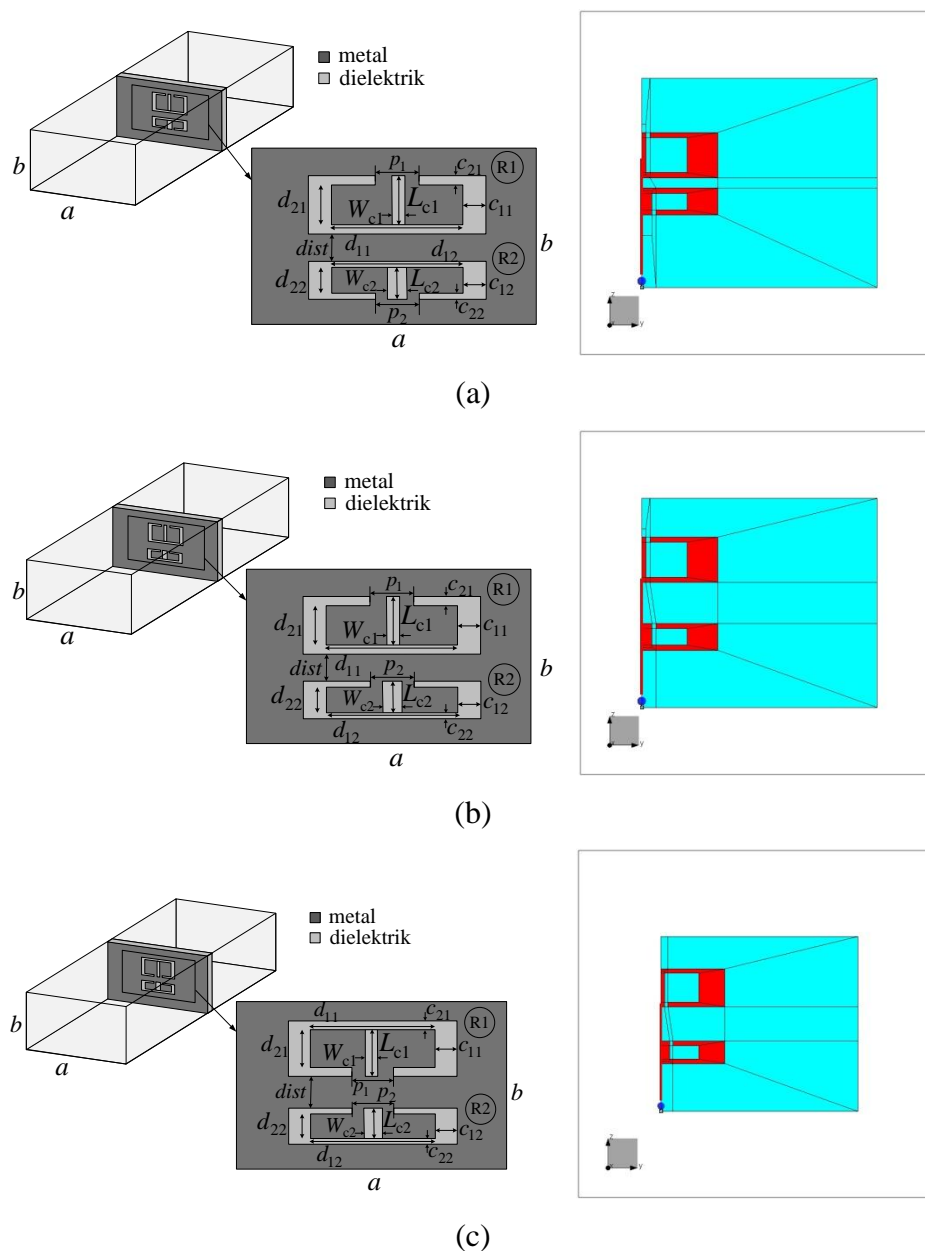 metal
dielektrik
b
a
p1
c21
R1
d21
Wc1
Lc1
c11
dist
d11
d12
R2
b
d22
Wc2
Lc2
c12
p2
c22
a
z
x
y
(a)
metal
dielektrik
b
a
p1
c21
R1
d21
Wc1
Lc1
c11
dist
d11
p2
b
R2
d22
Wc2
Lc2
c12
d12
c22
a
z
x
y
(b)
metal
dielektrik
b
a
d11
c21
R1
d21
Wc1
Lc1
c11
dist
p1
p2
b
R2
d22
Wc2
Lc2
c12
d12
c22
a
z
x
y
(c)